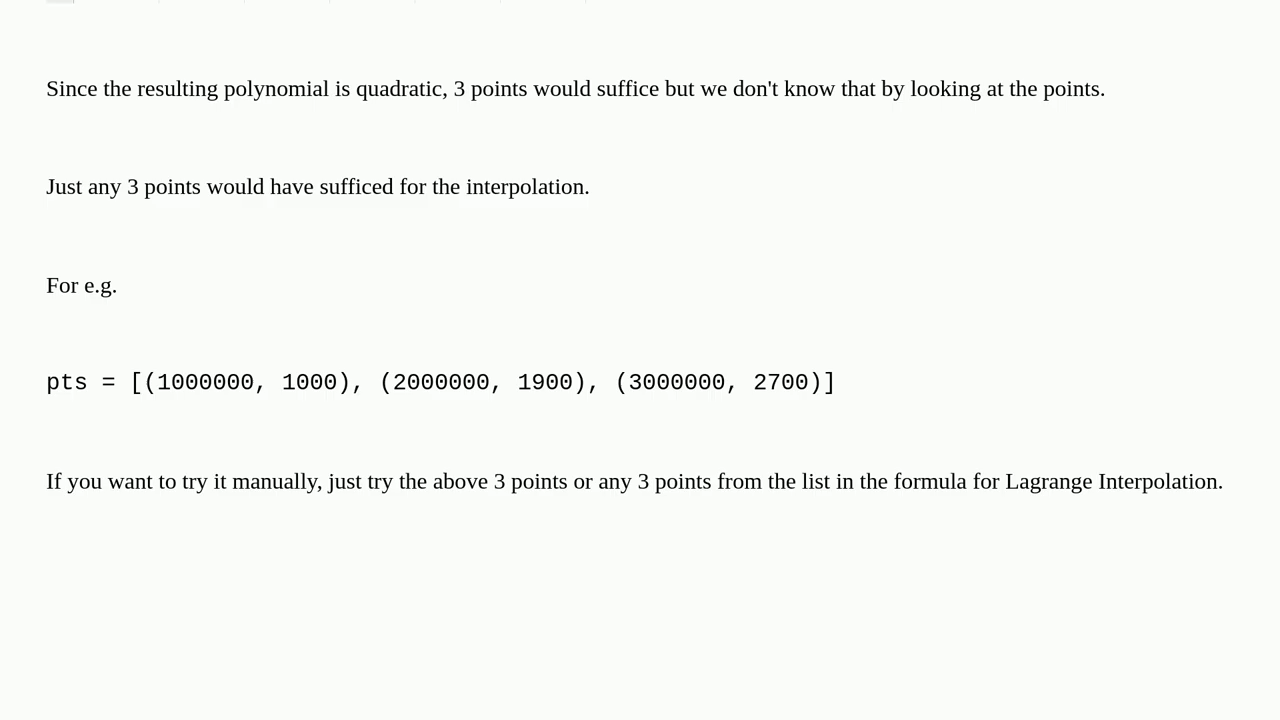 Since the resulting polynomial is quadratic, 3 points would suffice but we don't know that by looking at the points.
Just any 3 points would have sufficed for the interpolation.
For e.g.
pts = [(1000000, 1000), (2000000, 1900), (3000000, 2700)]
If you want to try it manually, just try the above 3 points or any 3 points from the list in the formula for Lagrange Interpolation.